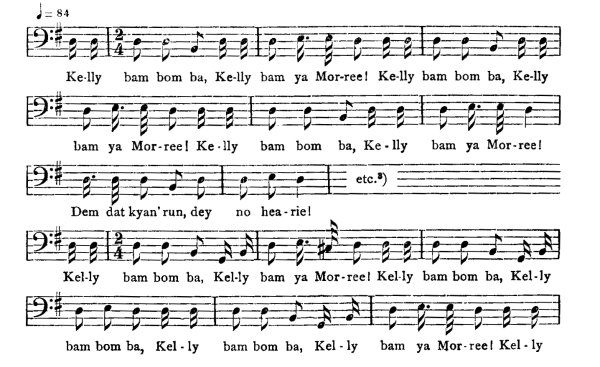 ♩ = 84
2 4
Ke-lly bam bom ba, Ke-lly bam ya Mor-ree! Ke-lly bam bom ba, Ke-lly
bam ya Mor-ree! Ke-lly bam bom ba, Ke-lly bam ya Mor-ree!
etc.³)
Dem dat kyan' run, dey no hea-rie!
2 4
Kel-ly bam bom ba, Kel-ly bam ya Mor-ree! Kel-ly bam bom ba, Kel-ly
bam bom ba, Kel-ly bam bom ba, Kel-ly bam ya Mor-ree! Kel-ly